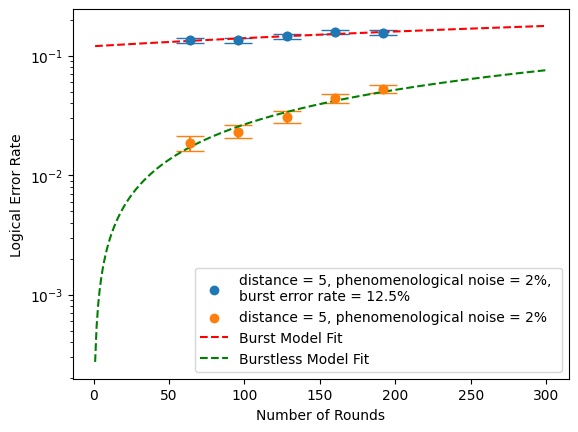 Logical Error Rate
10⁻¹
10⁻²
10⁻³
distance = 5, phenomenological noise = 2%,
burst error rate = 12.5%
distance = 5, phenomenological noise = 2%
Burst Model Fit
Burstless Model Fit
0 50 100 150 200 250 300
Number of Rounds